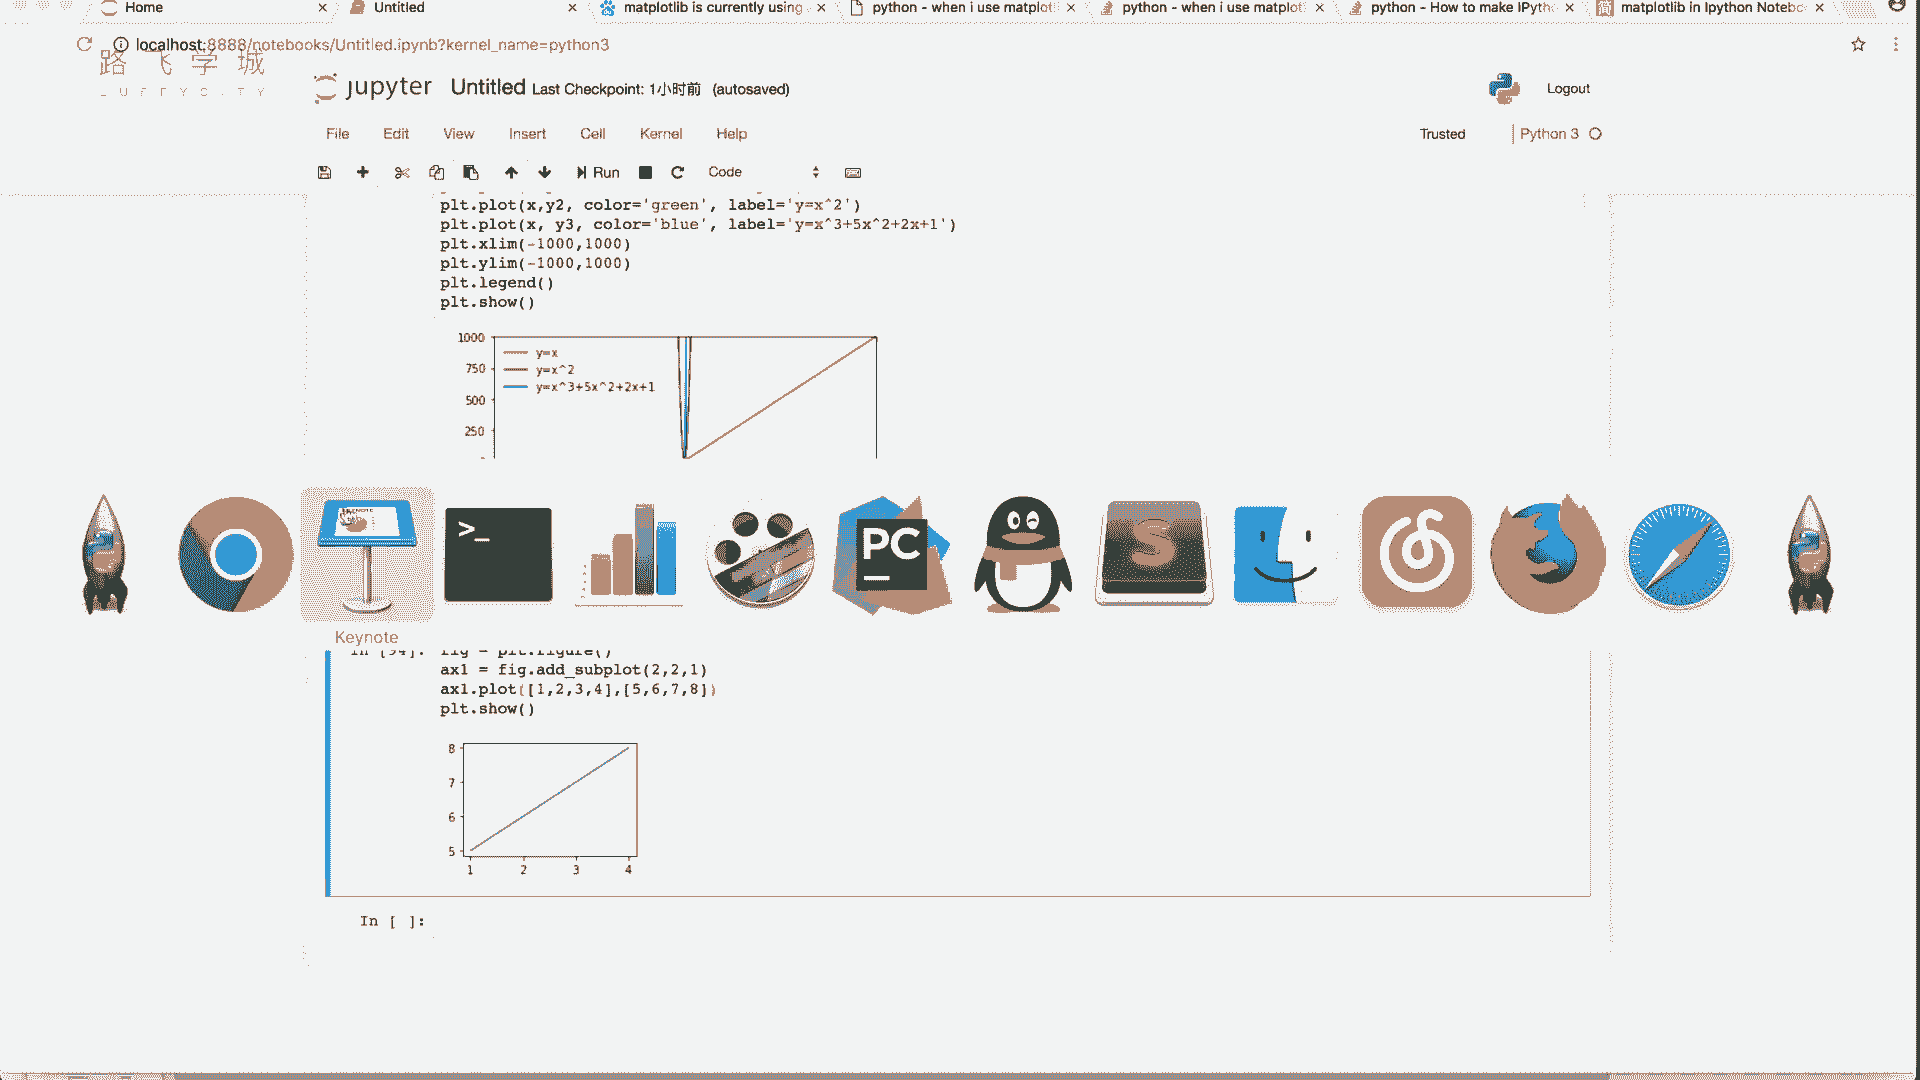 Home
Untitled
matplotlib is currently using
python - when i use matplotl
python - when i use matplot
python - How to make IPytho
matplotlib in Ipython Notebo
localhost:8888/notebooks/Untitled.ipynb?kernel_name=python3
路飞学城
LUFFYCITY
jupyter Untitled Last Checkpoint: 1小时前 (autosaved)
Logout
File Edit View Insert Cell Kernel Help
Trusted Python 3
Run Code
plt.plot(x,y2, color='green', label='y=x^2')
plt.plot(x, y3, color='blue', label='y=x^3+5x^2+2x+1')
plt.xlim(-1000,1000)
plt.ylim(-1000,1000)
plt.legend()
plt.show()
1000
750
500
250
y=x
y=x^2
y=x^3+5x^2+2x+1
>_
PC
S
Keynote
In [94]: fig = plt.figure()
ax1 = fig.add_subplot(2,2,1)
ax1.plot([1,2,3,4],[5,6,7,8])
plt.show()
8
7
6
5
1 2 3 4
In [ ]: